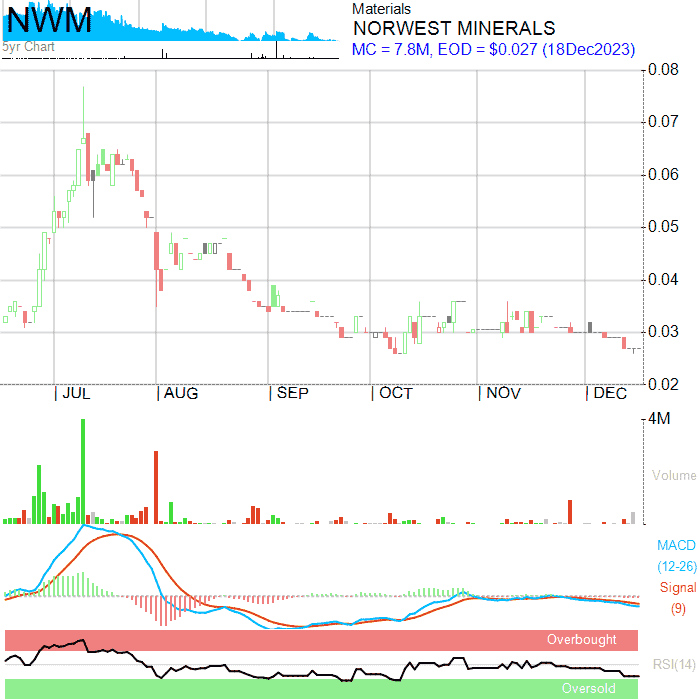 NWM
5yr Chart
Materials
NORWEST MINERALS
MC = 7.8M, EOD = $0.027 (18Dec2023)
0.08
0.07
0.06
0.05
0.04
0.03
0.02
JUL AUG SEP OCT NOV DEC
4M
Volume
MACD
(12-26)
Signal
(9)
Overbought
RSI(14)
Oversold